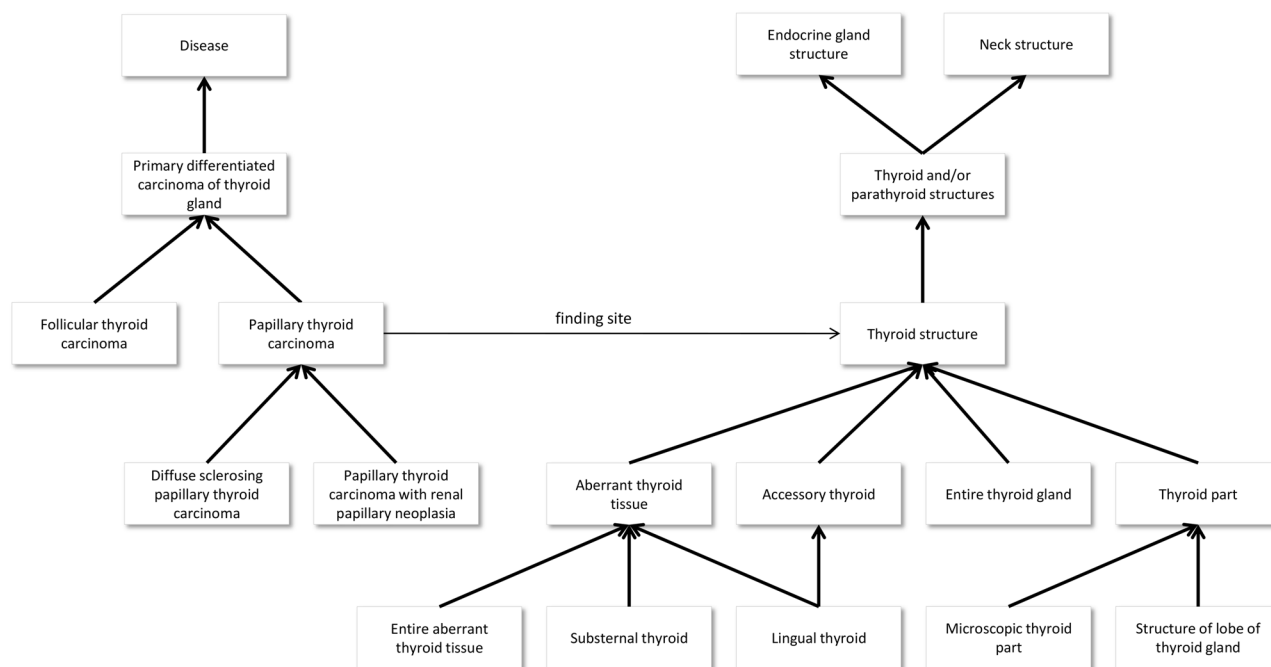 Disease
Endocrine gland
structure
Neck structure
Primary differentiated
carcinoma of thyroid
gland
Thyroid and/or
parathyroid structures
Follicular thyroid
carcinoma
Papillary thyroid
carcinoma
finding site
Thyroid structure
Diffuse sclerosing
papillary thyroid
carcinoma
Papillary thyroid
carcinoma with renal
papillary neoplasia
Aberrant thyroid
tissue
Accessory thyroid
Entire thyroid gland
Thyroid part
Entire aberrant
thyroid tissue
Substernal thyroid
Lingual thyroid
Microscopic thyroid
part
Structure of lobe of
thyroid gland